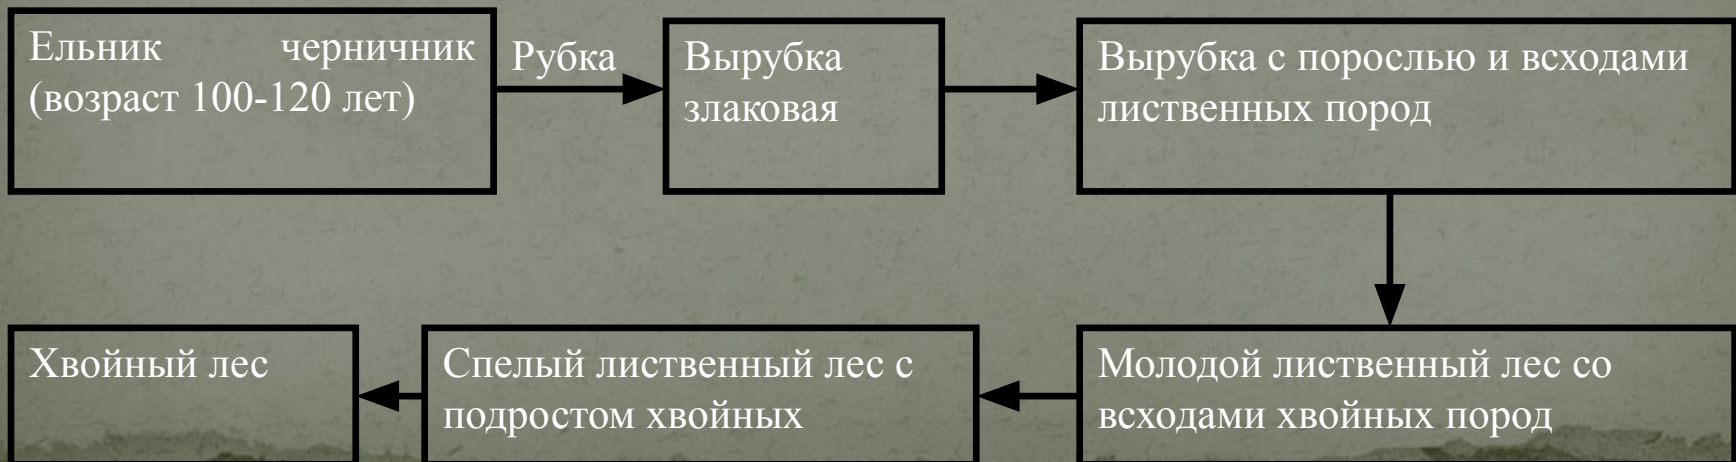 Ельник черничник
(возраст 100-120 лет)
Рубка
Вырубка
злаковая
Вырубка с порослью и всходами
лиственных пород
Молодой лиственный лес со
всходами хвойных пород
Спелый лиственный лес с
подростом хвойных
Хвойный лес